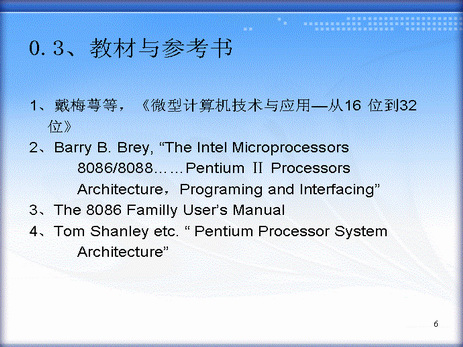 0.3、教材与参考书
1、戴梅萼等，《微型计算机技术与应用—从16 位到32
位》
2、Barry B. Brey, “The Intel Microprocessors
8086/8088……Pentium Ⅱ Processors
Architecture，Programing and Interfacing”
3、The 8086 Familly User’s Manual
4、Tom Shanley etc. “ Pentium Processor System
Architecture”
6